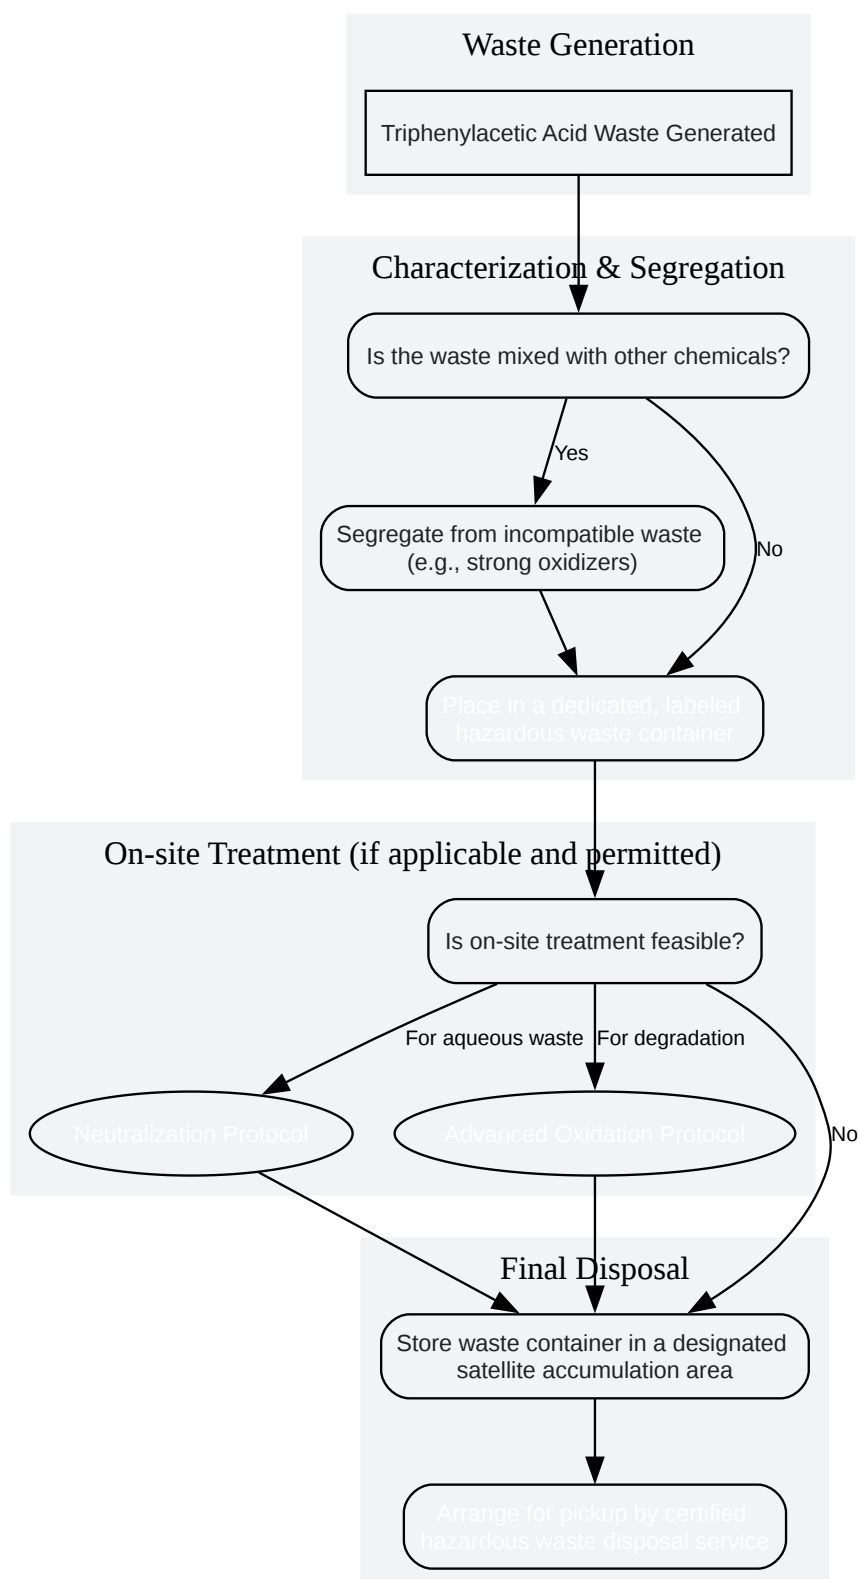 Waste Generation
Triphenylacetic Acid Waste Generated
Characterization & Segregation
Is the waste mixed with other chemicals?
Yes
Segregate from incompatible waste
(e.g., strong oxidizers)
No
Place in a dedicated, labeled
hazardous waste container
On-site Treatment (if applicable and permitted)
Is on-site treatment feasible?
For aqueous waste
For degradation
Neutralization Protocol
Advanced Oxidation Protocol
No
Final Disposal
Store waste container in a designated
satellite accumulation area
Arrange for pickup by certified
hazardous waste disposal service